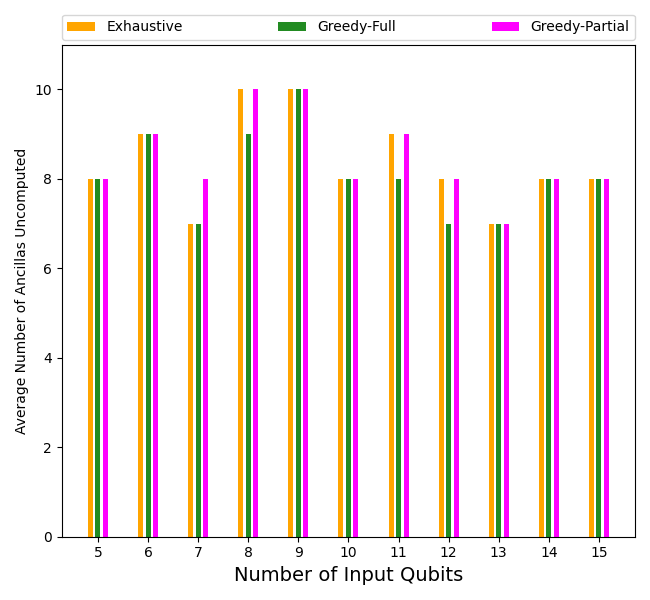 Exhaustive Greedy-Full Greedy-Partial
Average Number of Ancillas Uncomputed
10
8
6
4
2
0
5 6 7 8 9 10 11 12 13 14 15
Number of Input Qubits